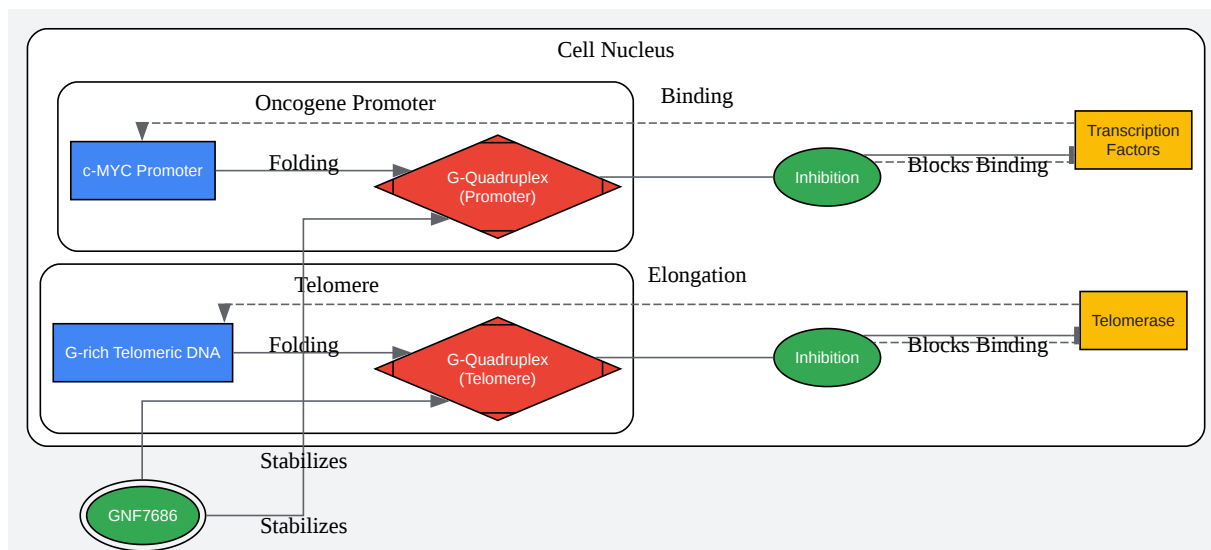 Cell Nucleus
Oncogene Promoter
Binding
Transcription
Factors
c-MYC Promoter
Folding
G-Quadruplex
(Promoter)
Inhibition
Blocks Binding
Telomere
Elongation
Telomerase
G-rich Telomeric DNA
Folding
G-Quadruplex
(Telomere)
Inhibition
Blocks Binding
Stabilizes
GNF7686
Stabilizes